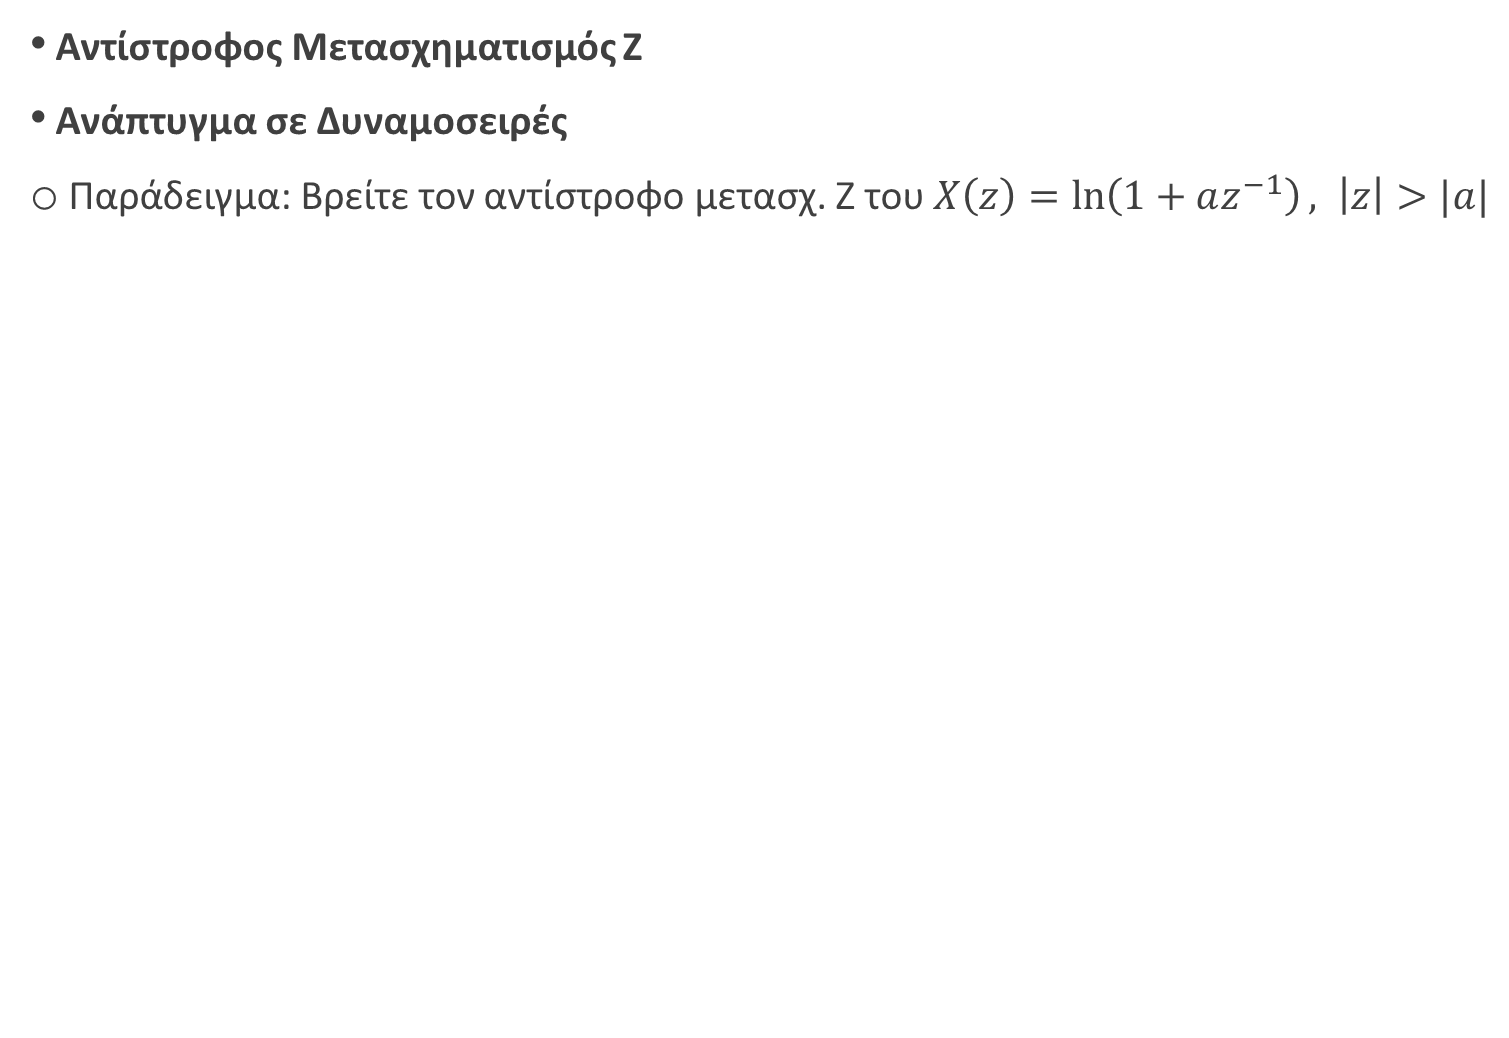 • Αντίστροφος Μετασχηματισμός Ζ
• Ανάπτυγμα σε Δυναμοσειρές
○ Παράδειγμα: Βρείτε τον αντίστροφο μετασχ. Ζ του 𝑋(𝑧) = ln(1 + 𝑎𝑧⁻¹), |𝑧| > |𝑎|